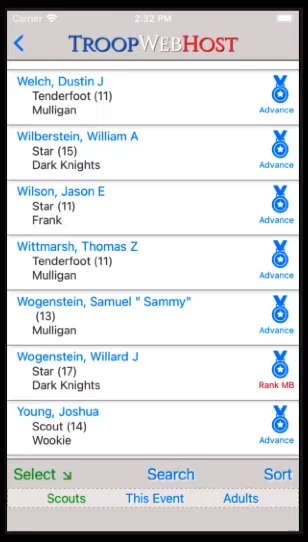 Carrier 2:32 PM
TROOPWEBHOST
Welch, Dustin J
Tenderfoot (11)
Mulligan
Advance
Wilberstein, William A
Star (15)
Dark Knights
Advance
Wilson, Jason E
Star (11)
Frank
Advance
Wittmarsh, Thomas Z
Tenderfoot (11)
Mulligan
Advance
Wogenstein, Samuel " Sammy"
(13)
Mulligan
Advance
Wogenstein, Willard J
Star (17)
Dark Knights
Rank MB
Young, Joshua
Scout (14)
Wookie
Advance
Select ↘ Search Sort
Scouts This Event Adults